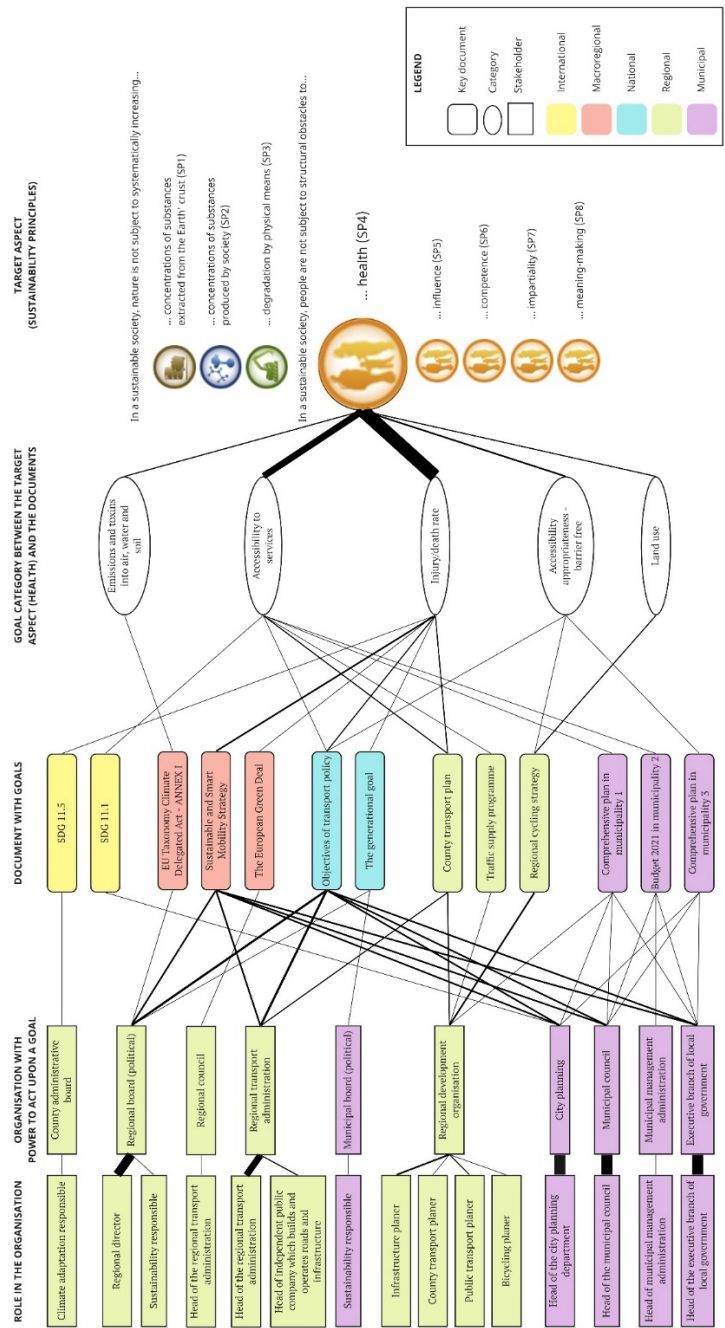 ROLE IN THE ORGANISATION
Climate adaptation responsible
Regional director
Sustainability responsible
Head of the regional transport
administration
Head of the regional transport
administration
Head of independent public
company which builds and
operates roads and
infrastructure
Sustainability responsible
Infrastructure planer
County transport planer
Public transport planer
Bicycling planer
Head of the city planning
department
Head of the municipal council
Head of municipal management
administration
Head of the executive branch of
local government
ORGANISATION WITH
POWER TO ACT UPON A GOAL
County administrative
board
Regional board (political)
Regional council
Regional transport
administration
Municipal board (political)
Regional development
organisation
City planning
Municipal council
Municipal management
administration
Executive branch of local
government
DOCUMENT WITH GOALS
SDG 11.5
SDG 11.1
EU Taxonomy Climate
Delegated Act - ANNEX I
Sustainable and Smart
Mobility Strategy
The European Green Deal
Objectives of transport policy
The generational goal
County transport plan
Traffic supply programme
Regional cycling strategy
Comprehensive plan in
municipality 1
Budget 2021 in municipality 2
Comprehensive plan in
municipality 3
GOAL CATEGORY BETWEEN THE TARGET
ASPECT (HEALTH) AND THE DOCUMENTS
Emissions and toxins
into air, water and
soil
Accessibility to
services
Injury/death rate
Accessibility
appropriateness -
barrier free
Land use
TARGET ASPECT
(SUSTAINABILITY PRINCIPLES)
In a sustainable society, nature is not subject to systematically increasing...
... concentrations of substances
extracted from the Earth' crust (SP1)
... concentrations of substances
produced by society (SP2)
... degradation by physical means (SP3)
In a sustainable society, people are not subject to structural obstacles to...
... health (SP4)
... influence (SP5)
... competence (SP6)
... impartiality (SP7)
... meaning-making (SP8)
LEGEND
Key document
Category
Stakeholder
International
Macroregional
National
Regional
Municipal